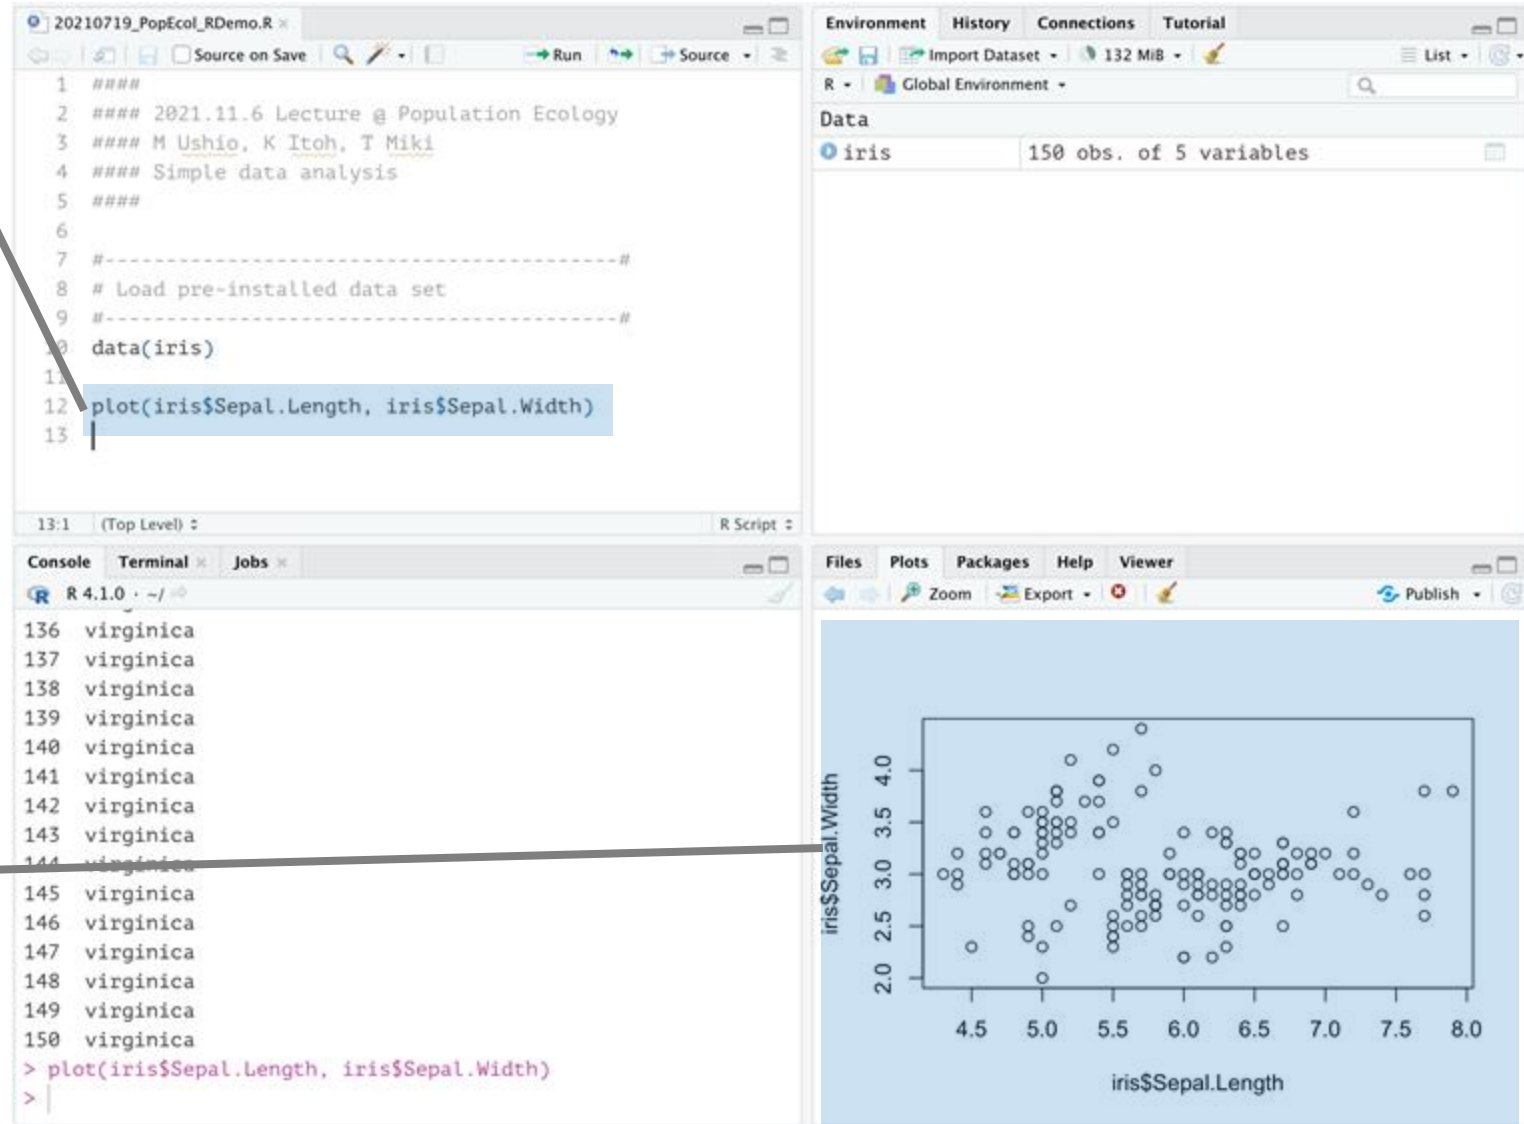 20210719_PopEcol_RDemo.R
Source on Save
Run
Source
1 ####
2 #### 2021.11.6 Lecture @ Population Ecology
3 #### M Ushio, K Itoh, T Miki
4 #### Simple data analysis
5 ####
6
7 #------------------------------------------#
8 # Load pre-installed data set
9 #------------------------------------------#
10 data(iris)
11
12 plot(iris$Sepal.Length, iris$Sepal.Width)
13
13:1 (Top Level) R Script
Environment History Connections Tutorial
Import Dataset 132 MiB List
R Global Environment
Data
iris 150 obs. of 5 variables
Console Terminal Jobs
R 4.1.0 · ~/
136 virginica
137 virginica
138 virginica
139 virginica
140 virginica
141 virginica
142 virginica
143 virginica
144 virginica
145 virginica
146 virginica
147 virginica
148 virginica
149 virginica
150 virginica
> plot(iris$Sepal.Length, iris$Sepal.Width)
>
Files Plots Packages Help Viewer
Zoom Export Publish
iris$Sepal.Width
4.0
3.5
3.0
2.5
2.0
4.5 5.0 5.5 6.0 6.5 7.0 7.5 8.0
iris$Sepal.Length